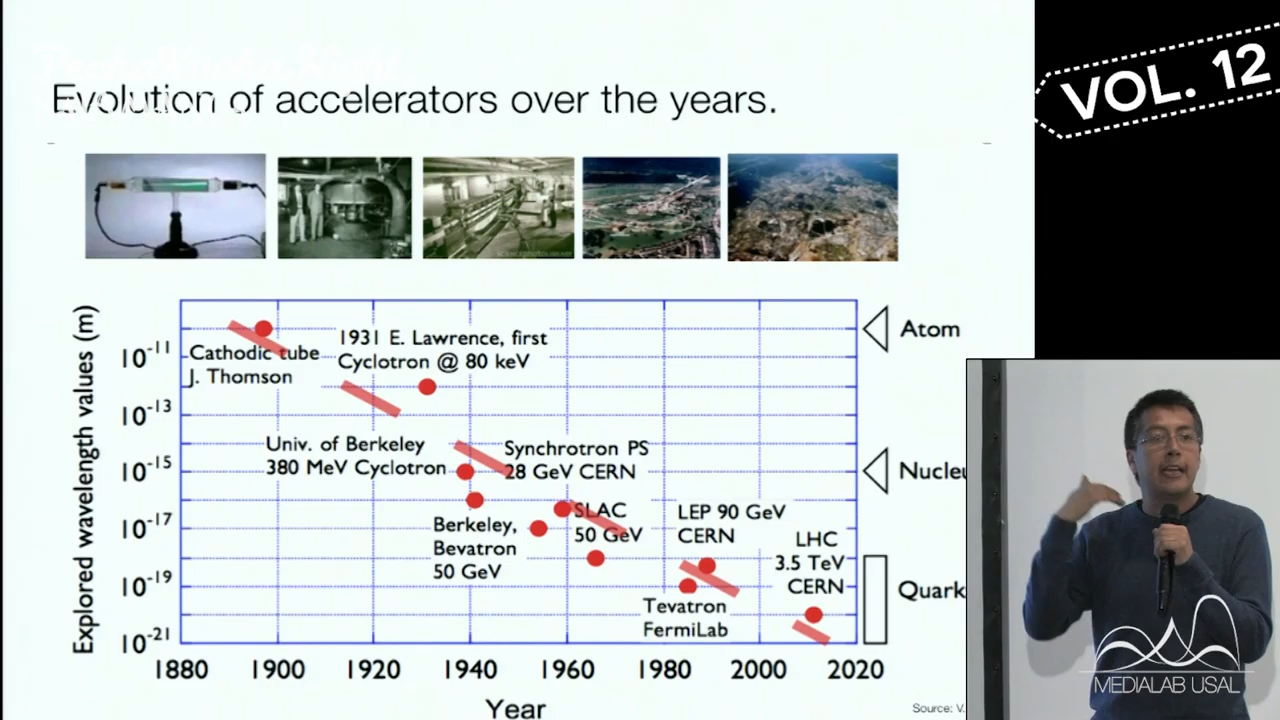 PechaKucha Night
VOL. 12
Evolution of accelerators over the years.
Explored wavelength values (m)
10-11
10-13
10-15
10-17
10-19
10-21
Cathodic tube
J. Thomson
1931 E. Lawrence, first
Cyclotron @ 80 keV
Univ. of Berkeley
380 MeV Cyclotron
Synchrotron PS
28 GeV CERN
Berkeley,
Bevatron
50 GeV
SLAC
50 GeV
LEP 90 GeV
CERN
Tevatron
FermiLab
LHC
3.5 TeV
CERN
Atom
Nucleu
Quark
1880 1900 1920 1940 1960 1980 2000 2020
Year
Source: V.
MEDIALAB USAL